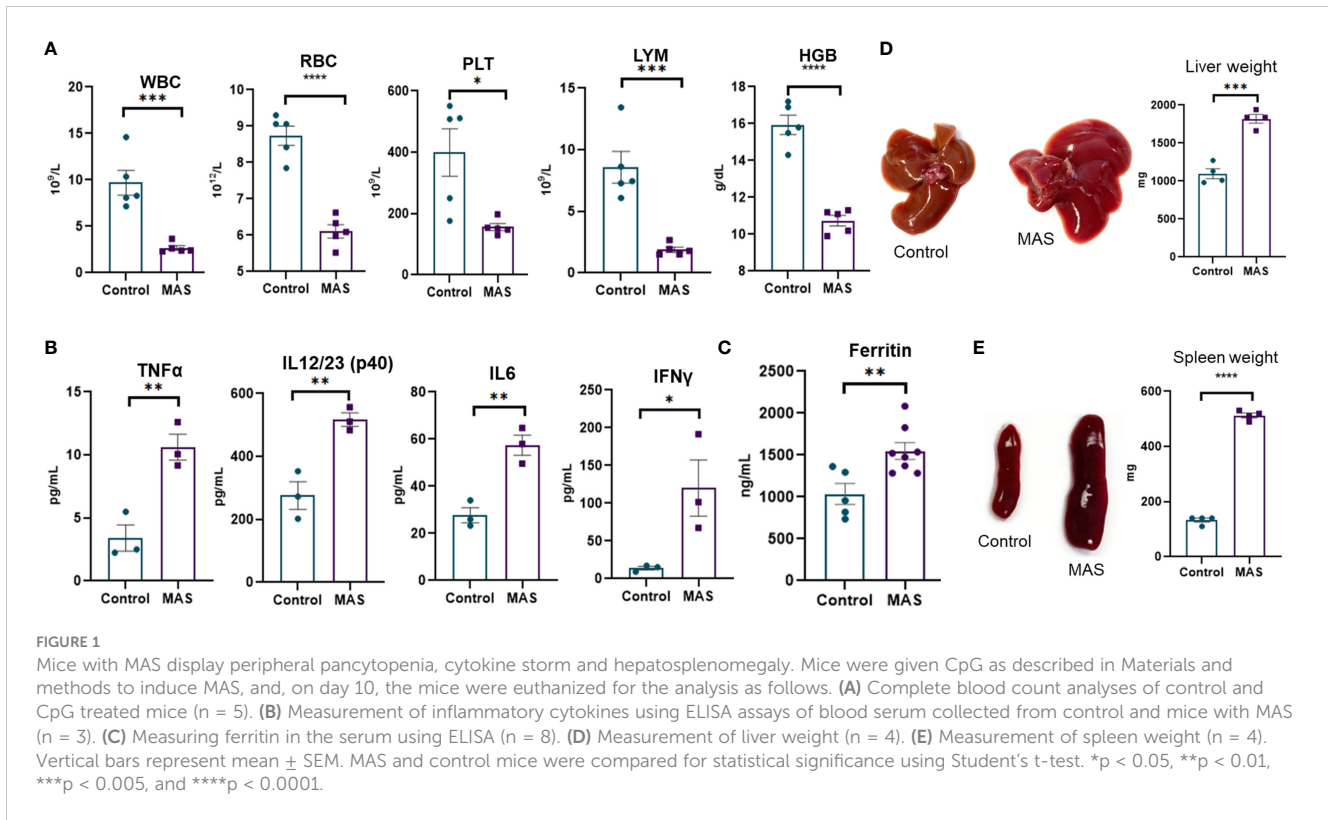 A
WBC
***
20
15
10
5
0
10⁹/L
Control MAS
RBC
****
10
9
8
7
6
5
10¹²/L
Control MAS
PLT
*
600
400
200
0
10⁹/L
Control MAS
LYM
***
15
10
5
0
10⁹/L
Control MAS
HGB
****
18
16
14
12
10
8
g/dL
Control MAS
D
Control
MAS
Liver weight
***
2000
1500
1000
500
0
mg
Control MAS
B
TNFα
**
15
10
5
0
pg/mL
Control MAS
IL12/23 (p40)
**
600
400
200
0
pg/mL
Control MAS
IL6
**
80
60
40
20
0
pg/mL
Control MAS
IFNγ
*
250
200
150
100
50
0
pg/mL
Control MAS
C
Ferritin
**
2500
2000
1500
1000
500
0
ng/mL
Control MAS
E
Control
MAS
Spleen weight
****
600
400
200
0
mg
Control MAS
FIGURE 1
Mice with MAS display peripheral pancytopenia, cytokine storm and hepatosplenomegaly. Mice were given CpG as described in Materials and
methods to induce MAS, and, on day 10, the mice were euthanized for the analysis as follows. (A) Complete blood count analyses of control and
CpG treated mice (n = 5). (B) Measurement of inflammatory cytokines using ELISA assays of blood serum collected from control and mice with MAS
(n = 3). (C) Measuring ferritin in the serum using ELISA (n = 8). (D) Measurement of liver weight (n = 4). (E) Measurement of spleen weight (n = 4).
Vertical bars represent mean ± SEM. MAS and control mice were compared for statistical significance using Student’s t-test. *p < 0.05, **p < 0.01,
***p < 0.005, and ****p < 0.0001.